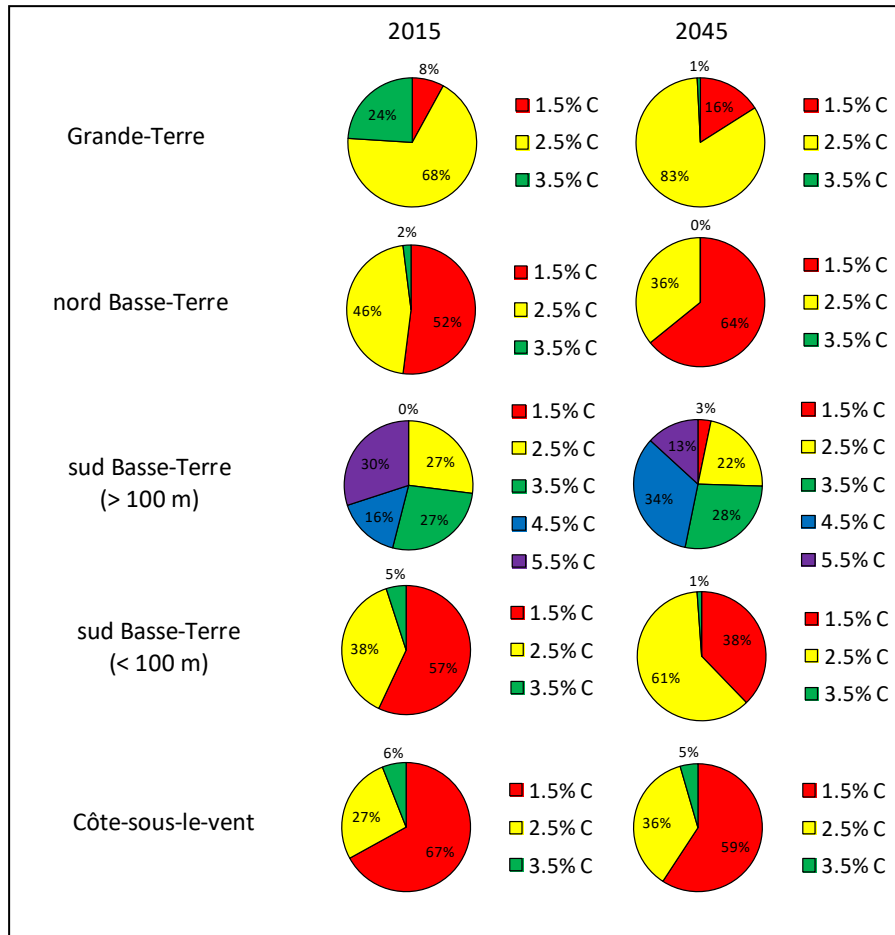 2015 2045
Grande-Terre
8%
24%
68%
1.5% C
2.5% C
3.5% C
1%
16%
83%
1.5% C
2.5% C
3.5% C
nord Basse-Terre
2%
46%
52%
1.5% C
2.5% C
3.5% C
0%
36%
64%
1.5% C
2.5% C
3.5% C
sud Basse-Terre
(> 100 m)
0%
30%
27%
16%
27%
1.5% C
2.5% C
3.5% C
4.5% C
5.5% C
3%
13%
22%
34%
28%
1.5% C
2.5% C
3.5% C
4.5% C
5.5% C
sud Basse-Terre
(< 100 m)
5%
38%
57%
1.5% C
2.5% C
3.5% C
1%
38%
61%
1.5% C
2.5% C
3.5% C
Côte-sous-le-vent
6%
27%
67%
1.5% C
2.5% C
3.5% C
5%
36%
59%
1.5% C
2.5% C
3.5% C